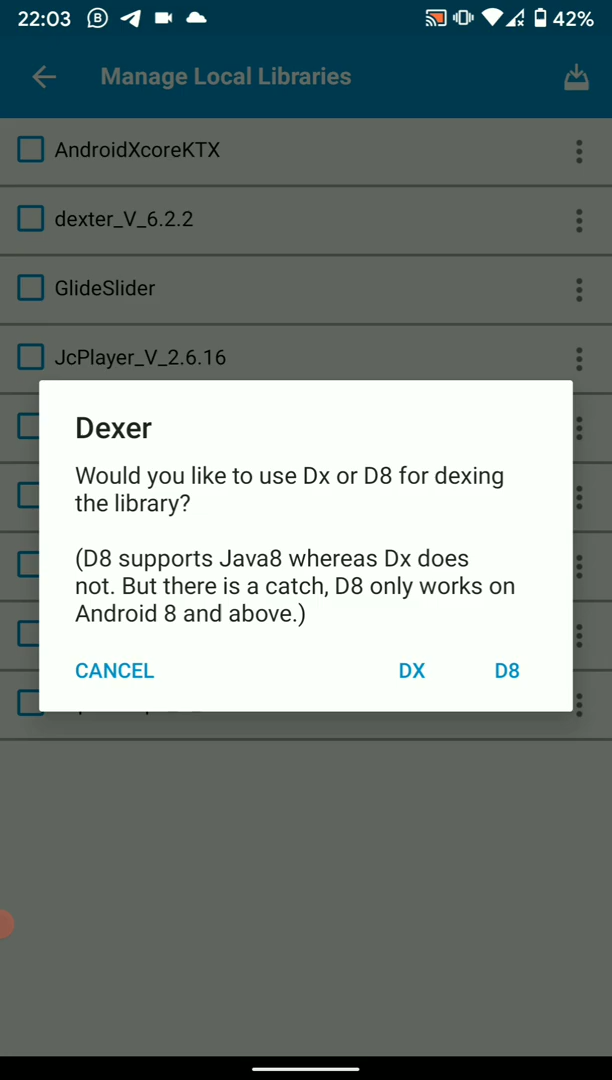 22:03
42%
Manage Local Libraries
AndroidXcoreKTX
dexter_V_6.2.2
GlideSlider
JcPlayer_V_2.6.16
Dexer
Would you like to use Dx or D8 for dexing
the library?
(D8 supports Java8 whereas Dx does
not. But there is a catch, D8 only works on
Android 8 and above.)
CANCEL
DX
D8